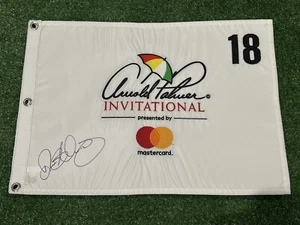 18
Arnold Palmer
INVITATIONAL
presented by
mastercard.